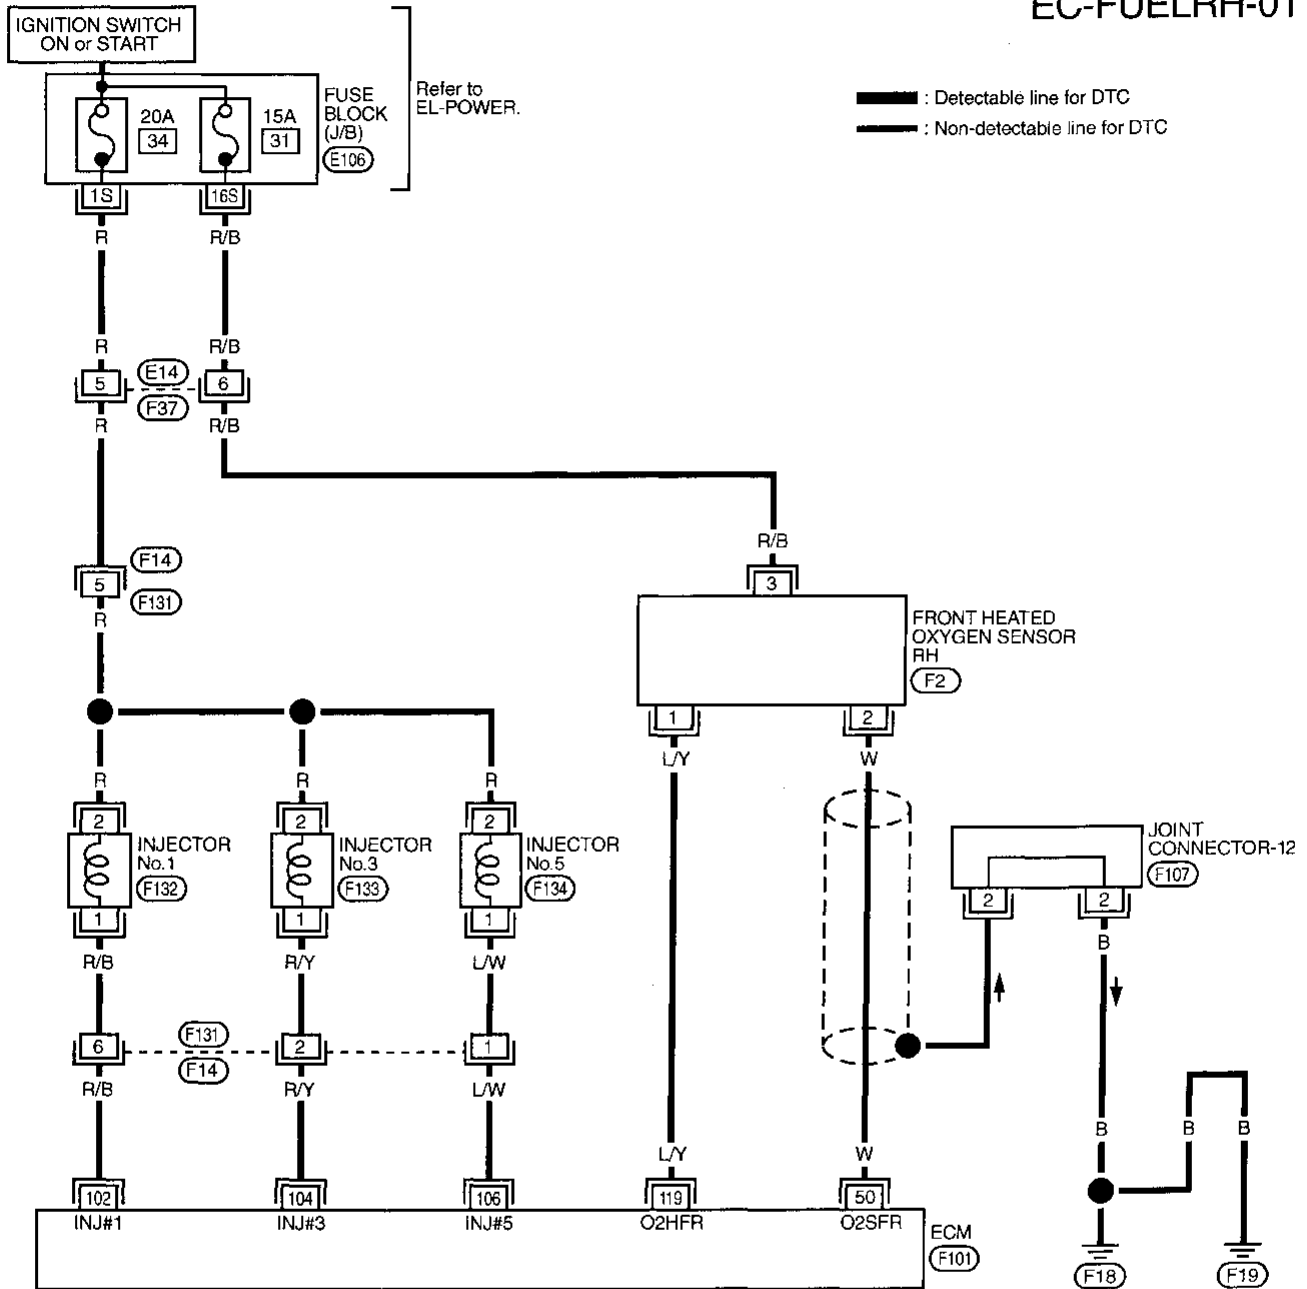 EC-FUELRH-01
IGNITION SWITCH
ON or START
FUSE
BLOCK
(J/B)
E106
Refer to
EL-POWER.
20A
34
15A
31
: Detectable line for DTC
: Non-detectable line for DTC
1S
16S
R
R/B
R
R/B
5
E14
6
F37
R
R/B
F14
5
F131
R
R/B
3
FRONT HEATED
OXYGEN SENSOR
RH
F2
1
2
L/Y
W
R
R
R
2
2
2
INJECTOR
No.1
F132
INJECTOR
No.3
F133
INJECTOR
No.5
F134
1
1
1
JOINT
CONNECTOR-12
F107
2
2
B
R/B
R/Y
L/W
6
F131
2
1
F14
R/B
R/Y
L/W
L/Y
W
B
B
B
102
104
106
119
50
INJ#1
INJ#3
INJ#5
O2HFR
O2SFR
ECM
F101
F18
F19